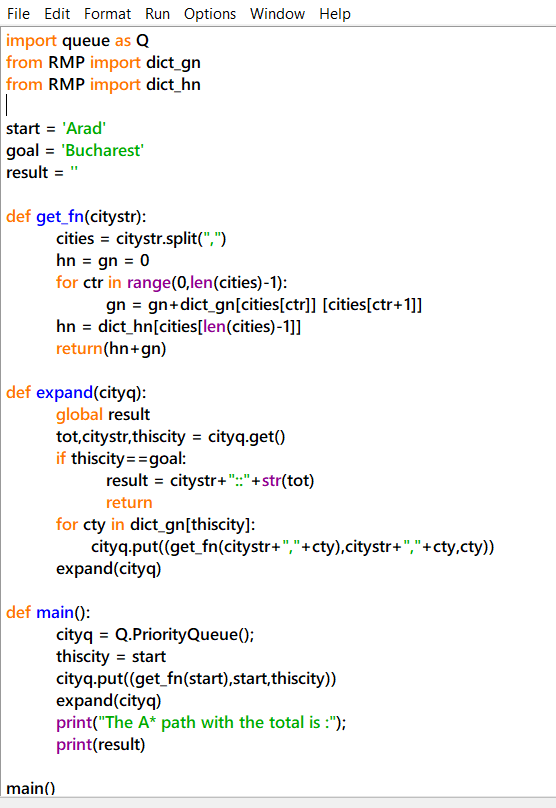 File Edit Format Run Options Window Help
import queue as Q
from RMP import dict_gn
from RMP import dict_hn
start = 'Arad'
goal = 'Bucharest'
result = ''
def get_fn(citystr):
cities = citystr.split(",")
hn = gn = 0
for ctr in range(0,len(cities)-1):
gn = gn+dict_gn[cities[ctr]] [cities[ctr+1]]
hn = dict_hn[cities[len(cities)-1]]
return(hn+gn)
def expand(cityq):
global result
tot,citystr,thiscity = cityq.get()
if thiscity==goal:
result = citystr+"::"+str(tot)
return
for cty in dict_gn[thiscity]:
cityq.put((get_fn(citystr+","+cty),citystr+","+cty,cty))
expand(cityq)
def main():
cityq = Q.PriorityQueue();
thiscity = start
cityq.put((get_fn(start),start,thiscity))
expand(cityq)
print("The A* path with the total is :");
print(result)
main()